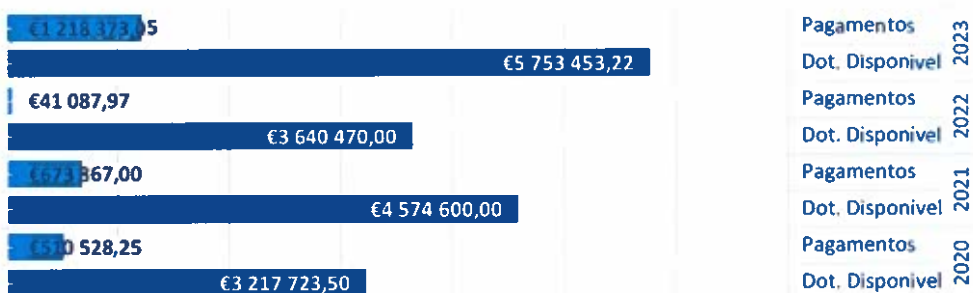 €1 218 373,05 Pagamentos
€5 753 453,22 Dot. Disponivel
2023
€41 087,97 Pagamentos
€3 640 470,00 Dot. Disponivel
2022
€673 867,00 Pagamentos
€4 574 600,00 Dot. Disponivel
2021
€510 528,25 Pagamentos
€3 217 723,50 Dot. Disponivel
2020